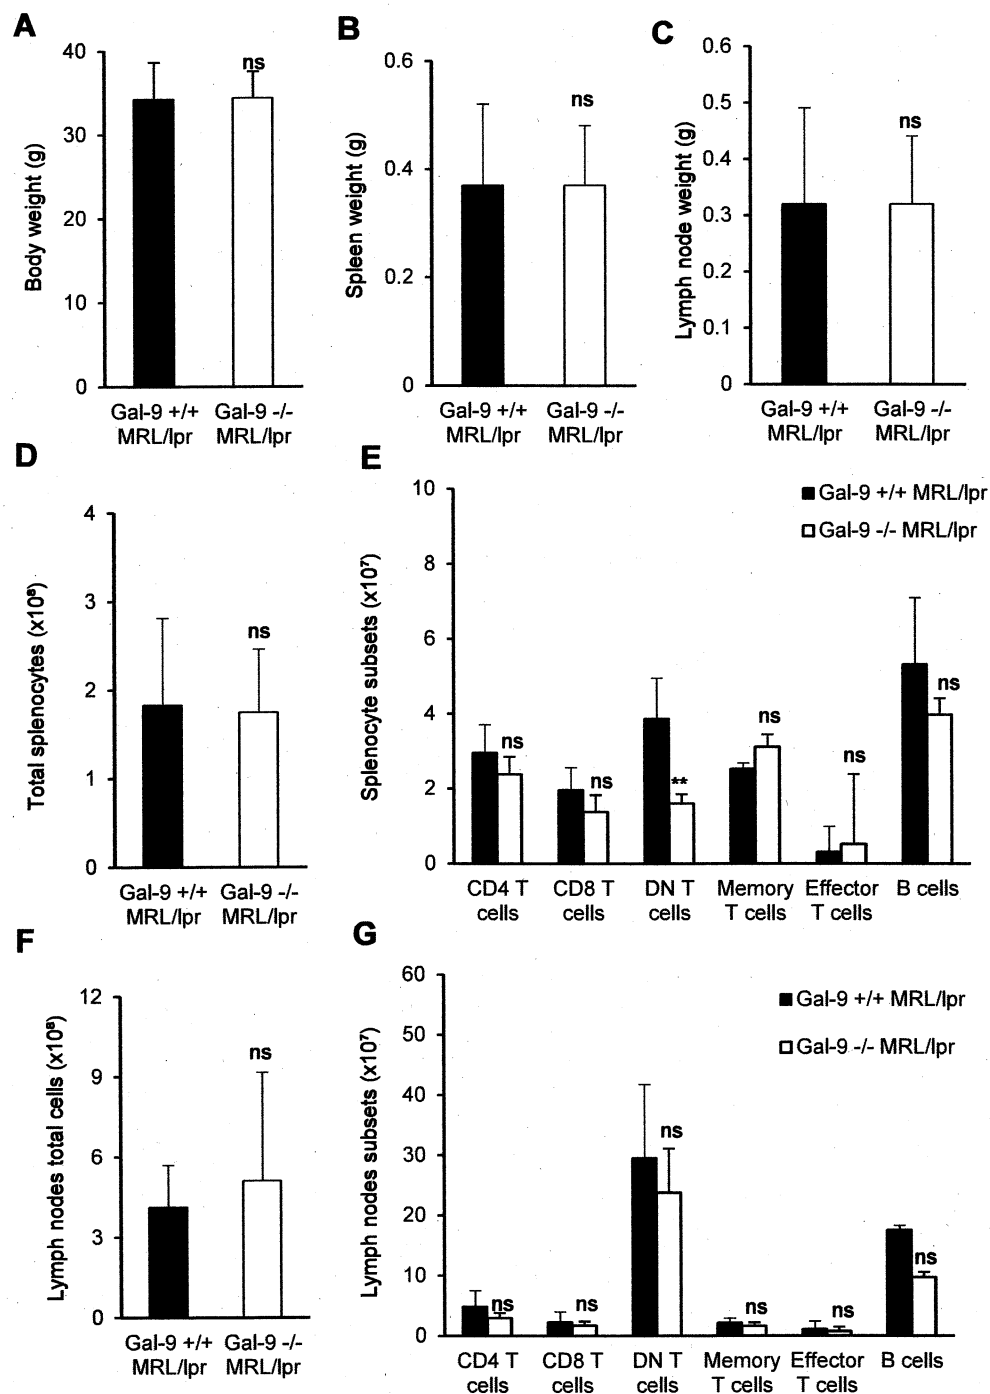 A
40
30
20
10
0
Body weight (g)
ns
Gal-9 +/+
MRL/lpr
Gal-9 -/-
MRL/lpr
B
0.6
0.4
0.2
0
Spleen weight (g)
ns
Gal-9 +/+
MRL/lpr
Gal-9 -/-
MRL/lpr
C
0.6
0.5
0.4
0.3
0.2
0.1
0
Lymph node weight (g)
ns
Gal-9 +/+
MRL/lpr
Gal-9 -/-
MRL/lpr
D
4
3
2
1
0
Total splenocytes (x10⁸)
ns
Gal-9 +/+
MRL/lpr
Gal-9 -/-
MRL/lpr
E
10
8
6
4
2
0
Splenocyte subsets (x10⁷)
Gal-9 +/+ MRL/lpr
Gal-9 -/- MRL/lpr
ns
ns
**
ns
ns
ns
CD4 T
cells
CD8 T
cells
DN T
cells
Memory
T cells
Effector
T cells
B cells
F
12
9
6
3
0
Lymph nodes total cells (x10⁸)
ns
Gal-9 +/+
MRL/lpr
Gal-9 -/-
MRL/lpr
G
60
50
40
30
20
10
0
Lymph nodes subsets (x10⁷)
Gal-9 +/+ MRL/lpr
Gal-9 -/- MRL/lpr
ns
ns
ns
ns
ns
ns
CD4 T
cells
CD8 T
cells
DN T
cells
Memory
T cells
Effector
T cells
B cells